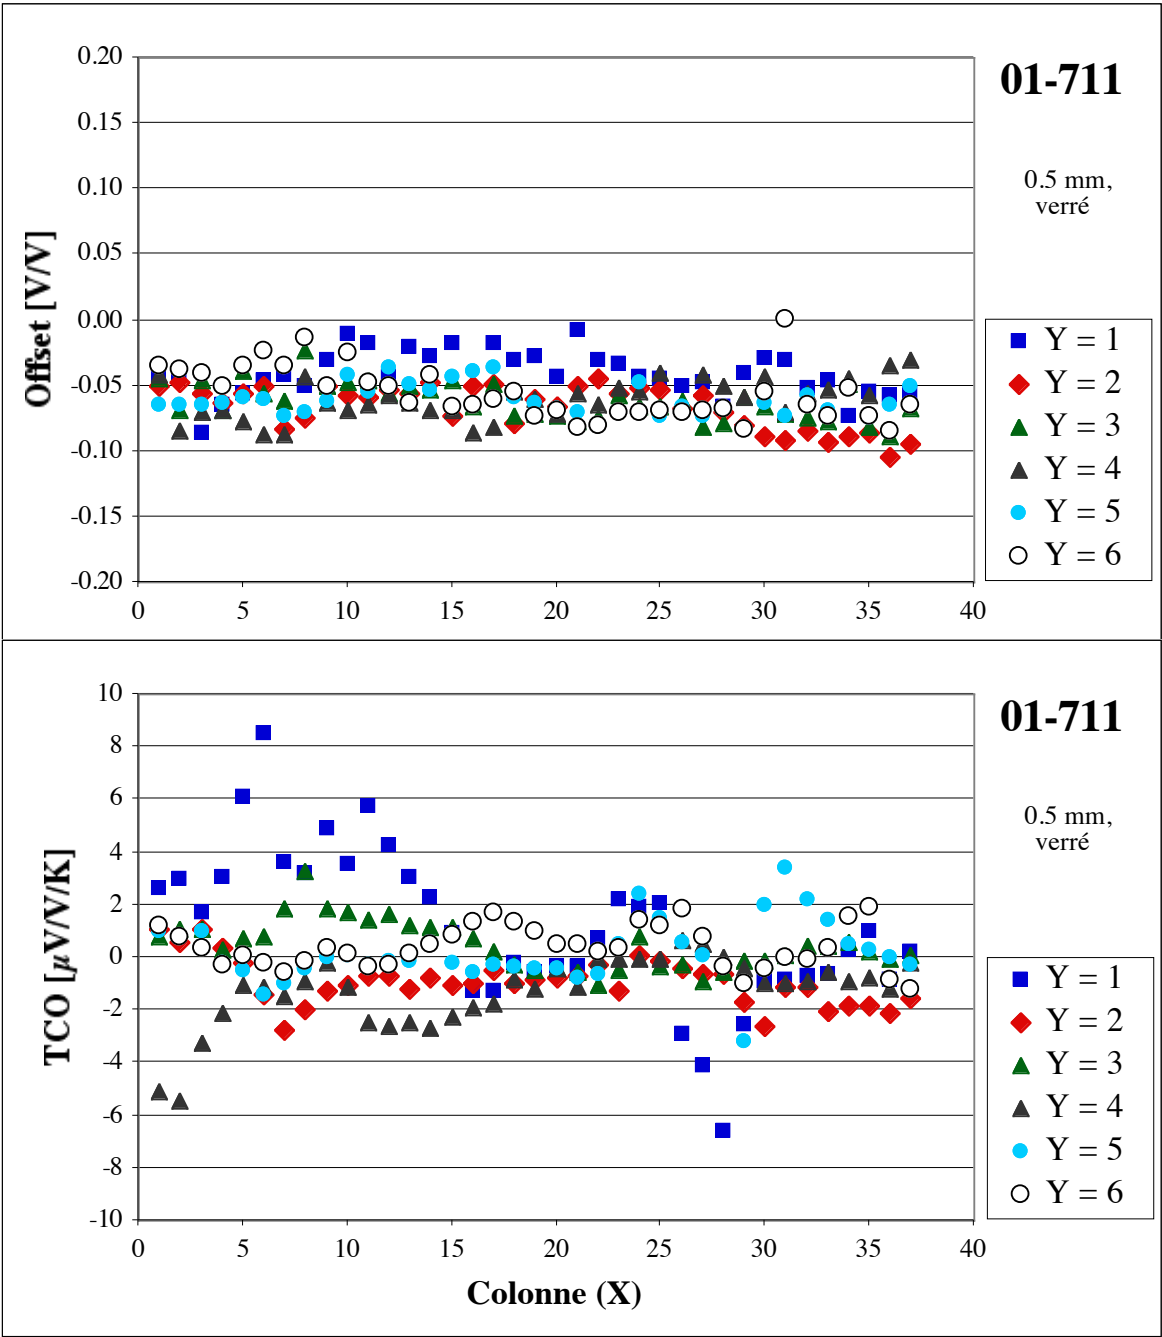 01-711
0.5 mm,
verré
Offset [V/V]
0.20
0.15
0.10
0.05
0.00
-0.05
-0.10
-0.15
-0.20
0 5 10 15 20 25 30 35 40
Y = 1
Y = 2
Y = 3
Y = 4
Y = 5
Y = 6
01-711
0.5 mm,
verré
TCO [µV/V/K]
10
8
6
4
2
0
-2
-4
-6
-8
-10
0 5 10 15 20 25 30 35 40
Colonne (X)
Y = 1
Y = 2
Y = 3
Y = 4
Y = 5
Y = 6